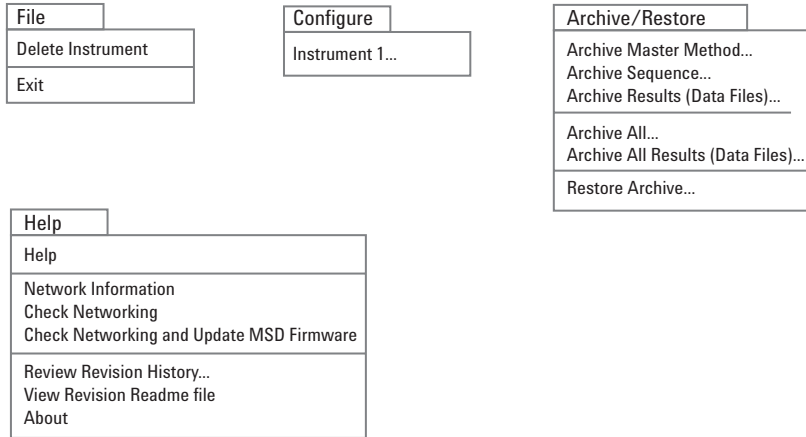 File
Delete Instrument
Exit
Configure
Instrument 1...
Archive/Restore
Archive Master Method...
Archive Sequence...
Archive Results (Data Files)...
Archive All...
Archive All Results (Data Files)...
Restore Archive...
Help
Help
Network Information
Check Networking
Check Networking and Update MSD Firmware
Review Revision History...
View Revision Readme file
About